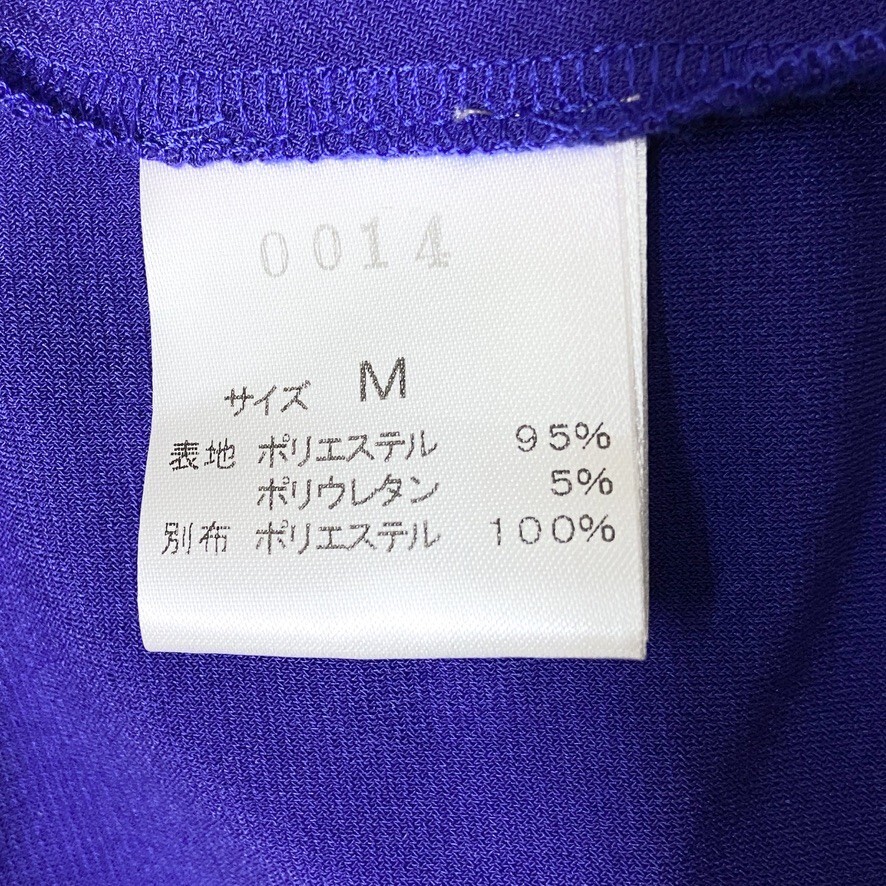 0014
サイズ M
表地 ポリエステル 95%
ポリウレタン 5%
別布 ポリエステル 100%